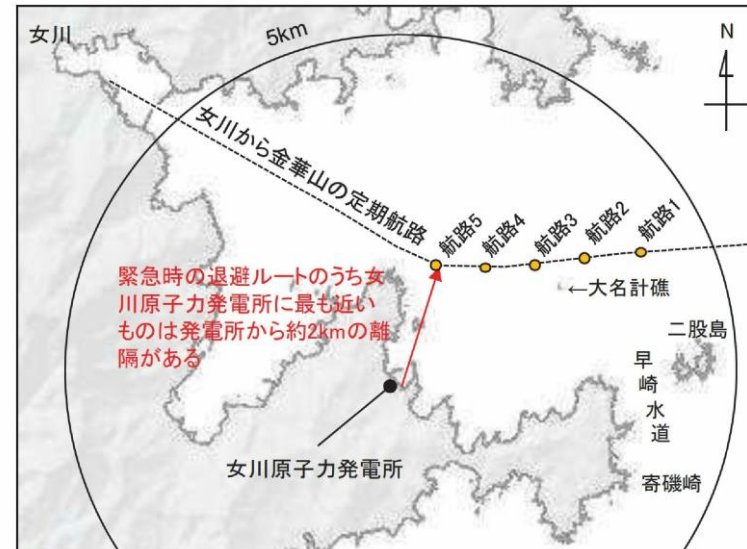 女川
5km
N
女川から金華山の定期航路
航路5
航路4
航路3
航路2
航路1
緊急時の退避ルートのうち女
川原子力発電所に最も近い
ものは発電所から約2kmの離
隔がある
←大名計礁
二股島
早崎水道
女川原子力発電所
寄磯崎